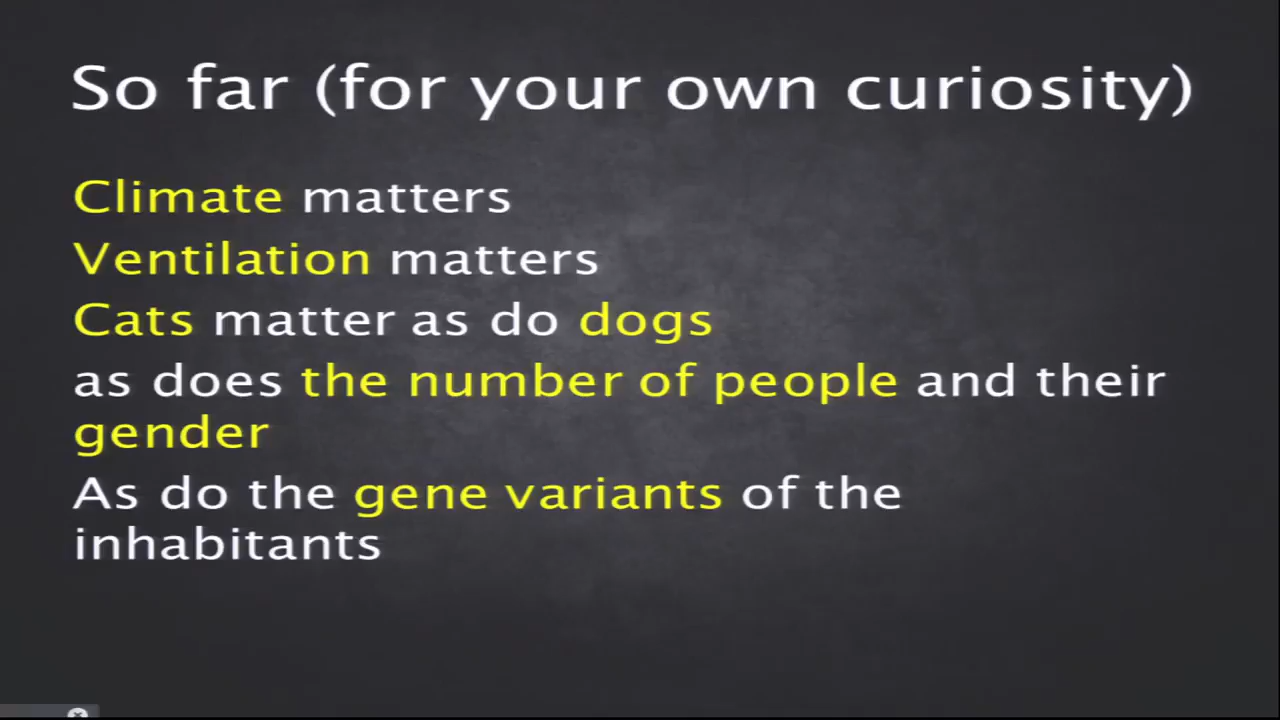 So far (for your own curiosity)
Climate matters
Ventilation matters
Cats matter as do dogs
as does the number of people and their
gender
As do the gene variants of the
inhabitants